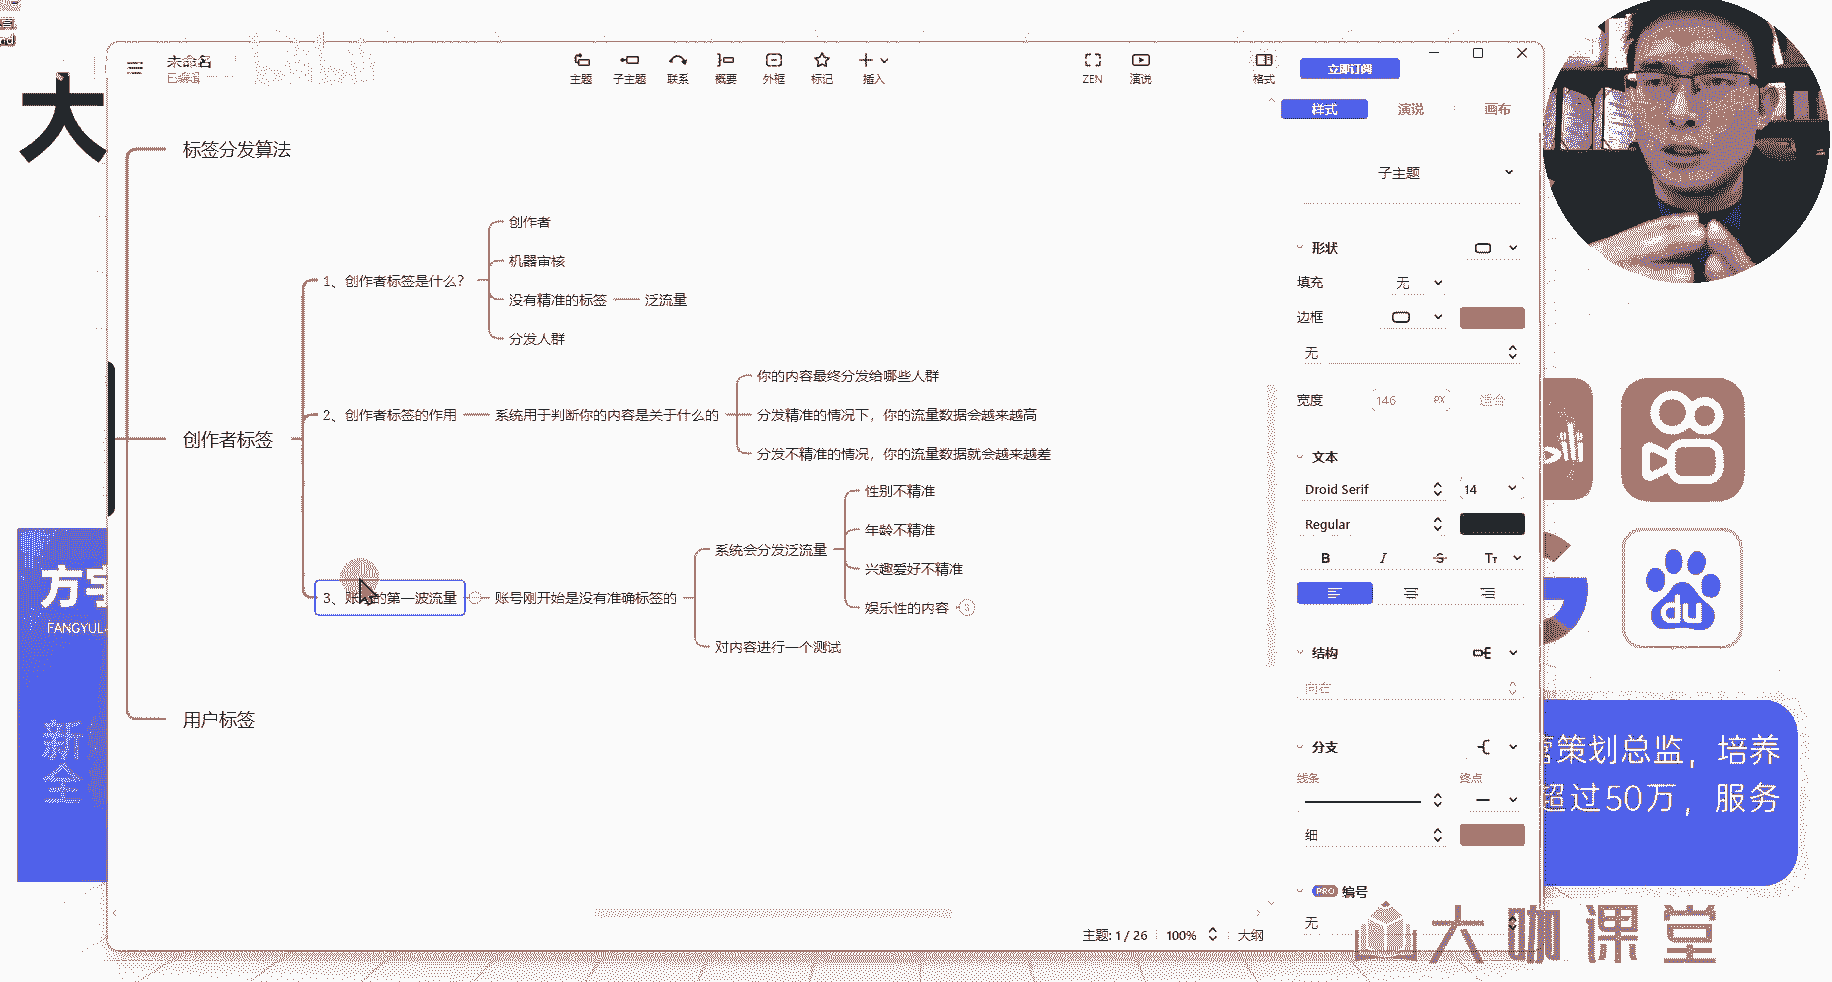 大
未命名
已编辑
主题
子主题
联系
概要
外框
标记
插入
ZEN
演说
格式
立即订阅
样式
演说
画布
标签分发算法
子主题
创作者
机器审核
1、创作者标签是什么?
没有精准的标签
泛流量
分发人群
形状
填充
无
边框
无
你的内容最终分发给哪些人群
2、创作者标签的作用
系统用于判断你的内容是关于什么的
分发精准的情况下，你的流量数据会越来越高
分发不精准的情况，你的流量数据就会越来越差
创作者标签
宽度
146
PX
适合
文本
Droid Serif
14
Regular
B
I
S
TT
性别不精准
年龄不精准
系统会分发泛流量
兴趣爱好不精准
娱乐性的内容
3
3、账 的第一波流量
账号刚开始是没有准确标签的
对内容进行一个测试
结构
用户标签
分支
线条
终点
细
PRO 编号
无
主题: 1 / 26
100%
大纲
方宇
FANGYUL
新
全
bili
du
营策划总监，培养
超过50万，服务
大咖课堂